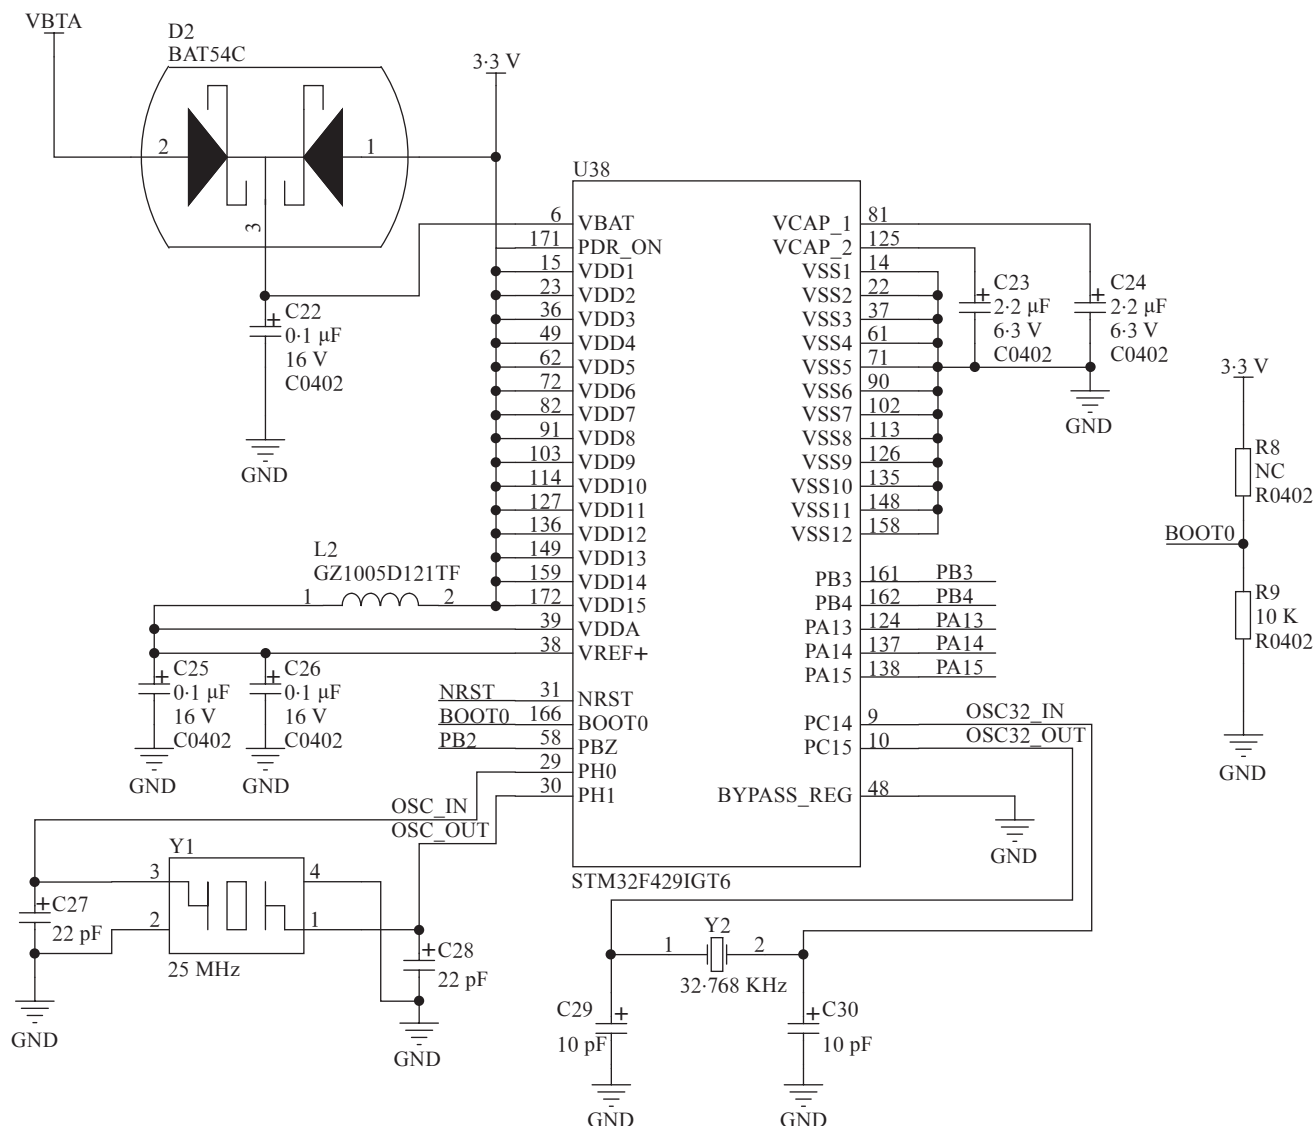 VBTA
D2
BAT54C
3·3 V
2
1
3
U38
6
VBAT
171
PDR_ON
15
VDD1
23
VDD2
36
VDD3
49
VDD4
62
VDD5
72
VDD6
82
VDD7
91
VDD8
103
VDD9
114
VDD10
127
VDD11
136
VDD12
149
VDD13
159
VDD14
172
VDD15
39
VDDA
38
VREF+
31
NRST
166
BOOT0
58
PBZ
29
PH0
30
PH1
VCAP_1
81
VCAP_2
125
VSS1
14
VSS2
22
VSS3
37
VSS4
61
VSS5
71
VSS6
90
VSS7
102
VSS8
113
VSS9
126
VSS10
135
VSS11
148
VSS12
158
PB3
161
PB3
PB4
162
PB4
PA13
124
PA13
PA14
137
PA14
PA15
138
PA15
PC14
9
OSC32_IN
PC15
10
OSC32_OUT
BYPASS_REG
48
GND
STM32F429IGT6
C22
0·1 µF
16 V
C0402
GND
C23
2·2 µF
6·3 V
C0402
C24
2·2 µF
6·3 V
C0402
GND
3·3 V
R8
NC
R0402
BOOT0
R9
10 K
R0402
GND
L2
GZ1005D121TF
1
2
C25
0·1 µF
16 V
C0402
GND
C26
0·1 µF
16 V
C0402
GND
NRST
BOOT0
PB2
OSC_IN
OSC_OUT
Y1
3
4
2
1
25 MHz
C27
22 pF
GND
C28
22 pF
GND
Y2
1
2
32·768 KHz
C29
10 pF
GND
C30
10 pF
GND